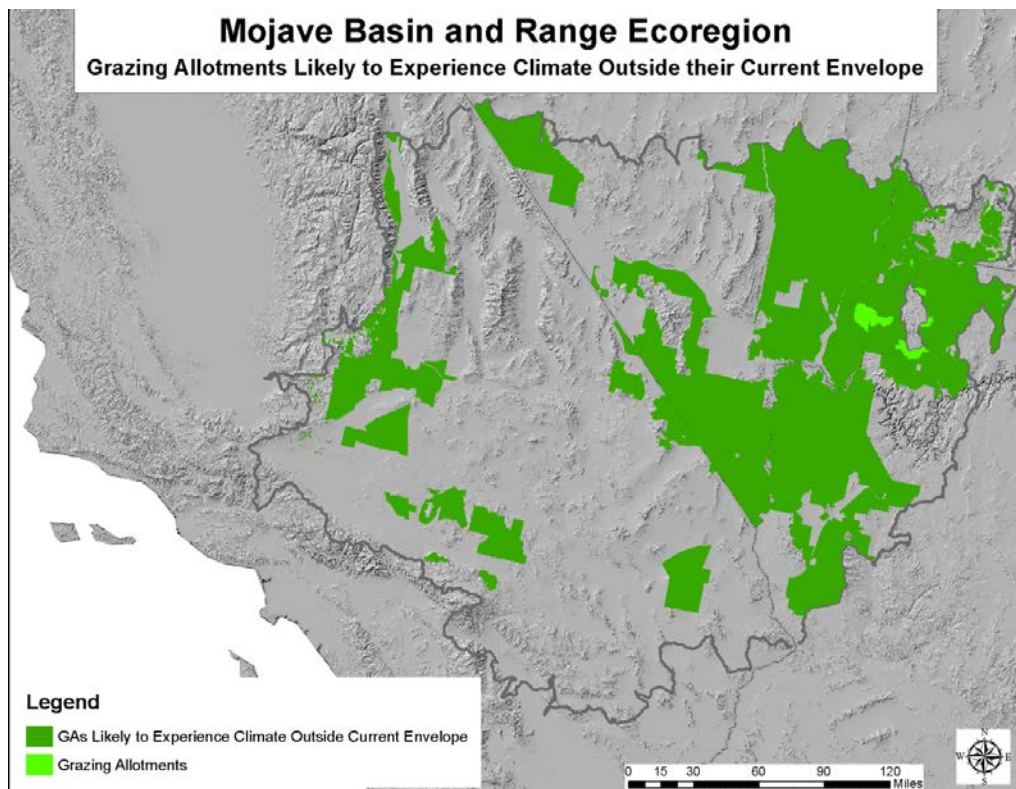 Mojave Basin and Range Ecoregion
Grazing Allotments Likely to Experience Climate Outside their Current Envelope
Legend
GAs Likely to Experience Climate Outside Current Envelope
Grazing Allotments
0 15 30 60 90 120
Miles
N
W E
S